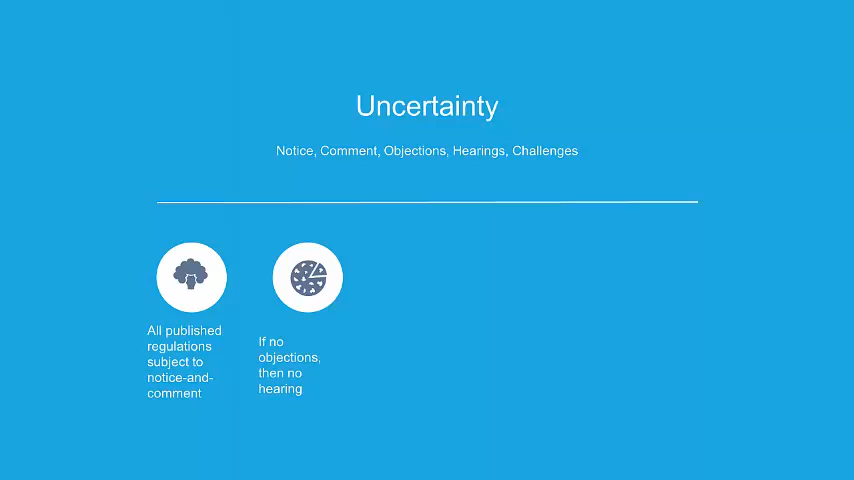 Uncertainty
Notice, Comment, Objections, Hearings, Challenges
All published
regulations
subject to
notice-and-
comment
If no
objections,
then no
hearing